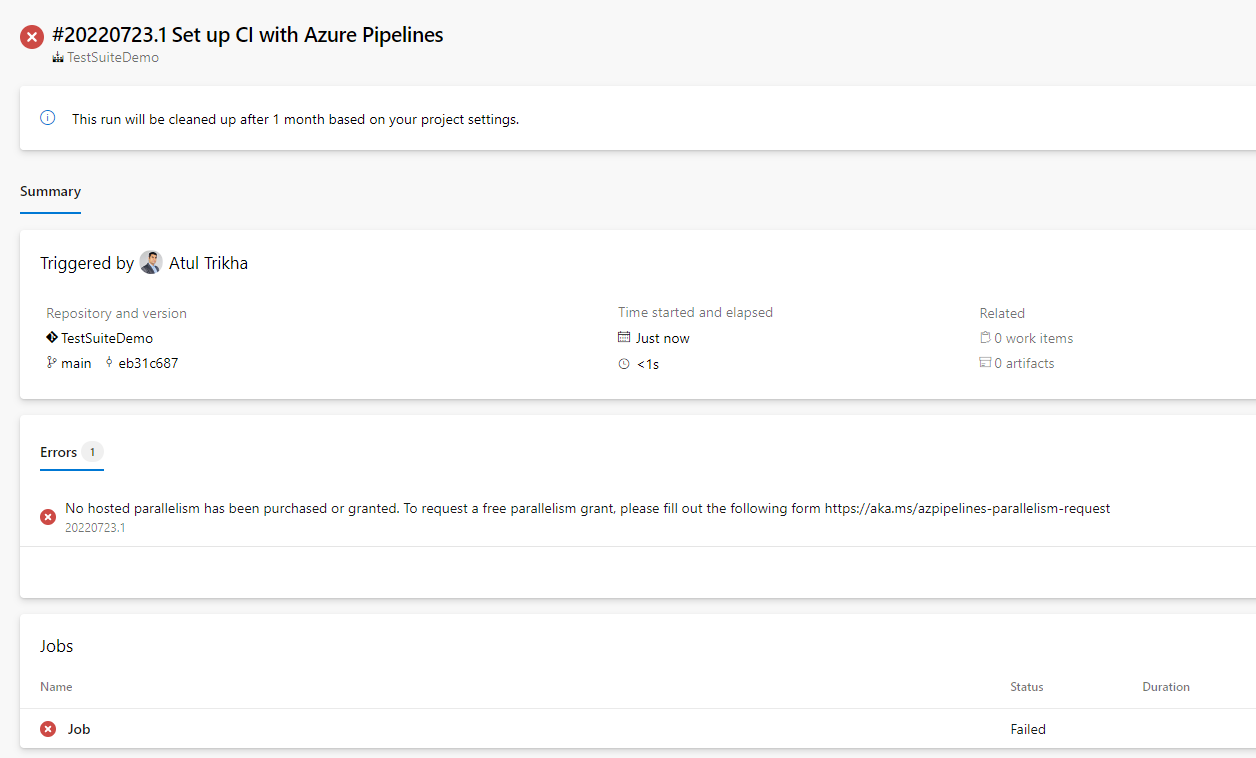 #20220723.1 Set up CI with Azure Pipelines
TestSuiteDemo
This run will be cleaned up after 1 month based on your project settings.
Summary
Triggered by Atul Trikha
Repository and version
TestSuiteDemo
main eb31c687
Time started and elapsed
Just now
<1s
Related
0 work items
0 artifacts
Errors 1
No hosted parallelism has been purchased or granted. To request a free parallelism grant, please fill out the following form https://aka.ms/azpipelines-parallelism-request
20220723.1
Jobs
Name Status Duration
Job Failed